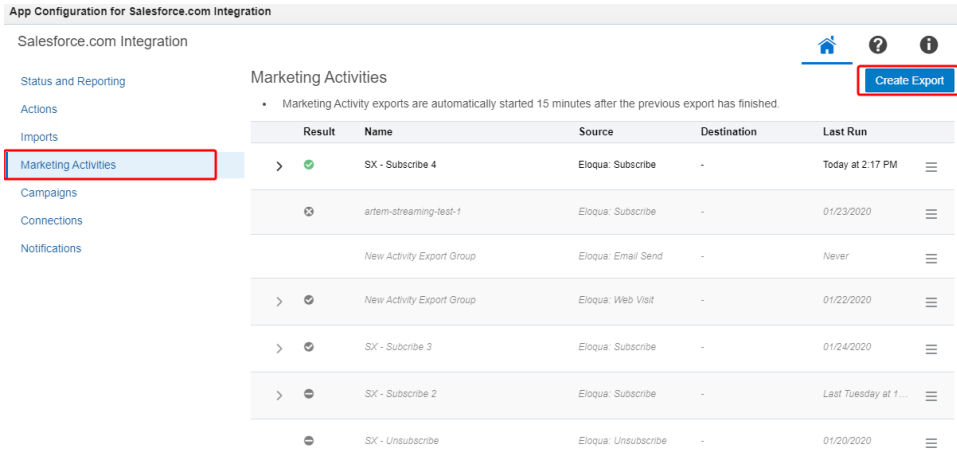 App Configuration for Salesforce.com Integration
Salesforce.com Integration
Status and Reporting
Actions
Imports
Marketing Activities
Campaigns
Connections
Notifications
Marketing Activities
Create Export
• Marketing Activity exports are automatically started 15 minutes after the previous export has finished.
Result Name Source Destination Last Run
SX - Subscribe 4 Eloqua: Subscribe - Today at 2:17 PM
artem-streaming-test-1 Eloqua: Subscribe - 01/23/2020
New Activity Export Group Eloqua: Email Send - Never
New Activity Export Group Eloqua: Web Visit - 01/22/2020
SX - Subcribe 3 Eloqua: Subscribe - 01/24/2020
SX - Subscribe 2 Eloqua: Subscribe - Last Tuesday at 1...
SX - Unsubscribe Eloqua: Unsubscribe - 01/20/2020